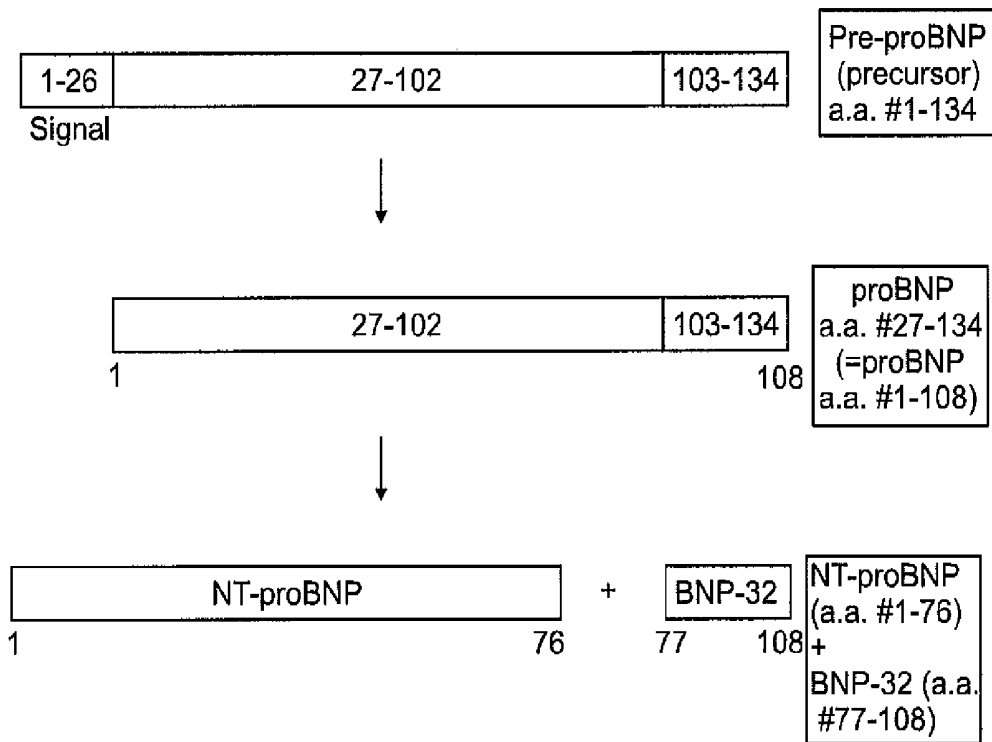 1-26
27-102
103-134
Signal
Pre-proBNP
(precursor)
a.a. #1-134
27-102
103-134
1
108
proBNP
a.a. #27-134
(=proBNP
a.a. #1-108)
NT-proBNP
+
BNP-32
1
76
77
108
NT-proBNP
(a.a. #1-76)
+
BNP-32 (a.a.
#77-108)